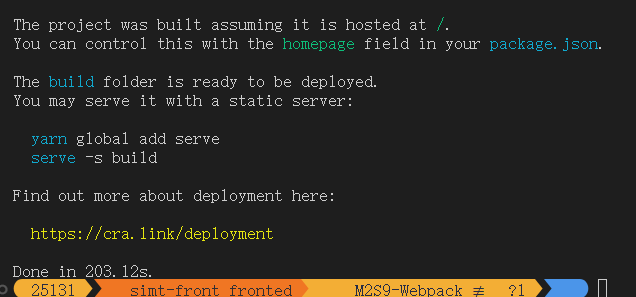 The project was built assuming it is hosted at /.
You can control this with the homepage field in your package.json.
The build folder is ready to be deployed.
You may serve it with a static server:
yarn global add serve
serve -s build
Find out more about deployment here:
https://cra.link/deployment
Done in 203.12s.
25131 simt-front fronted M2S9-Webpack ≢ ?1